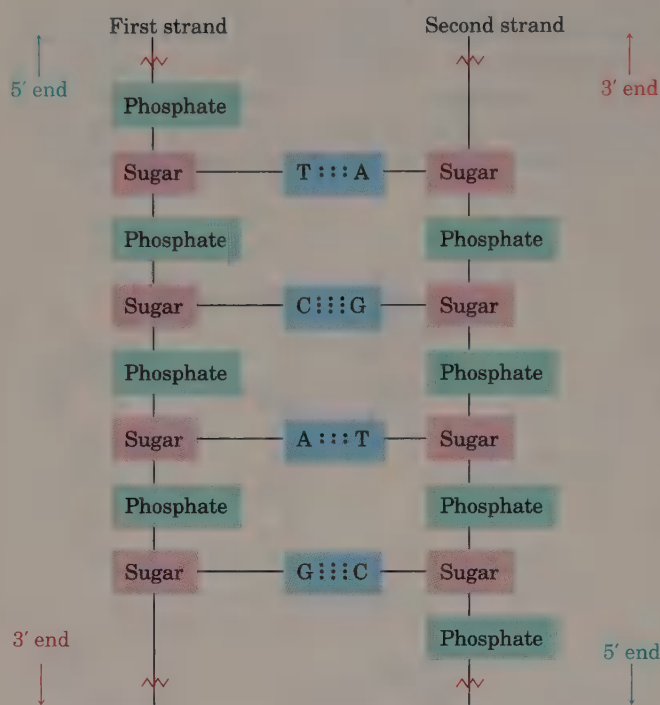 First strand Second strand
5′ end 3′ end
Phosphate
Sugar T ::: A Sugar
Phosphate Phosphate
Sugar C ::: G Sugar
Phosphate Phosphate
Sugar A ::: T Sugar
Phosphate Phosphate
Sugar G ::: C Sugar
Phosphate
3′ end 5′ end